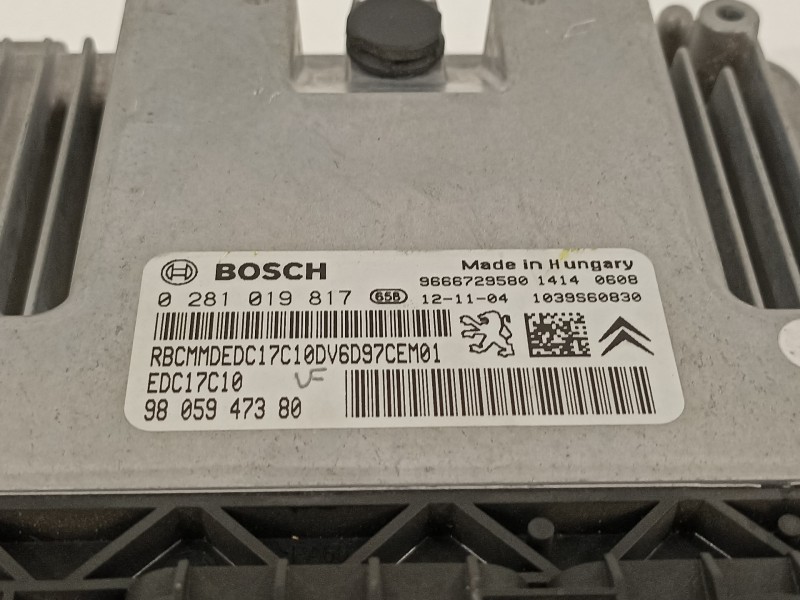 BOSCH
Made in Hungary
9666729580 1414 0608
0 281 019 817 658 12-11-04 1039S60830
RBCMMDEDC17C10DV6D97CEM01
EDC17C10 VF
98 059 473 80